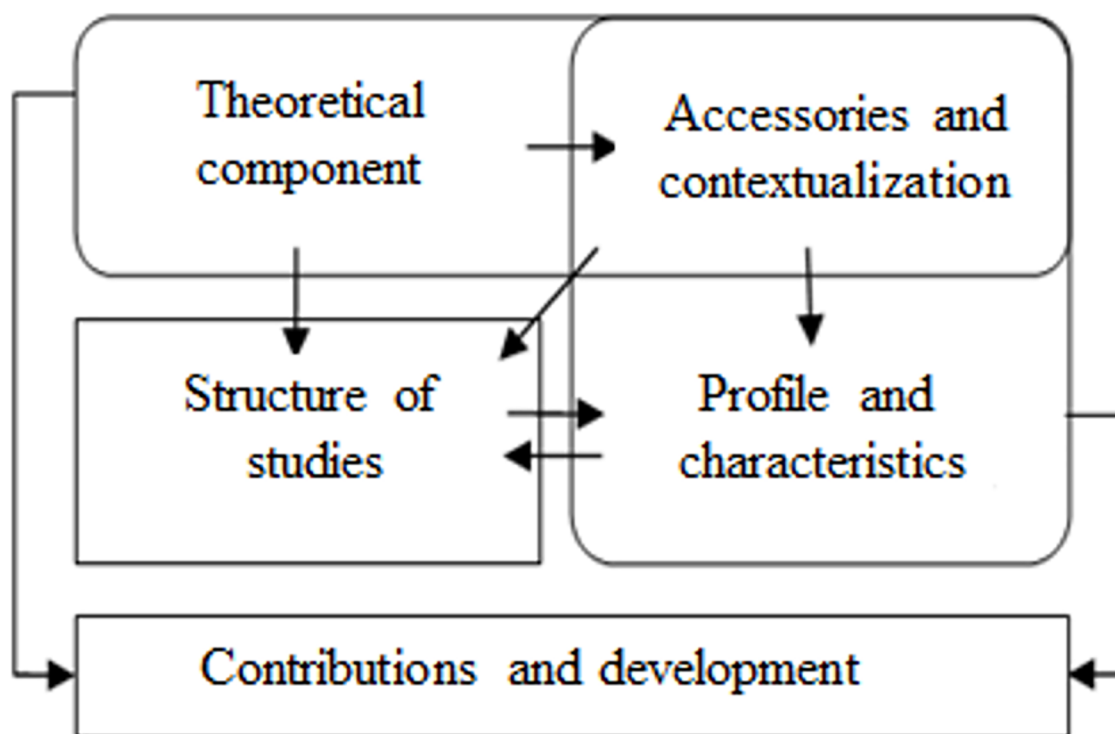 Theoretical
component
Accessories and
contextualization
Structure of
studies
Profile and
characteristics
Contributions and development